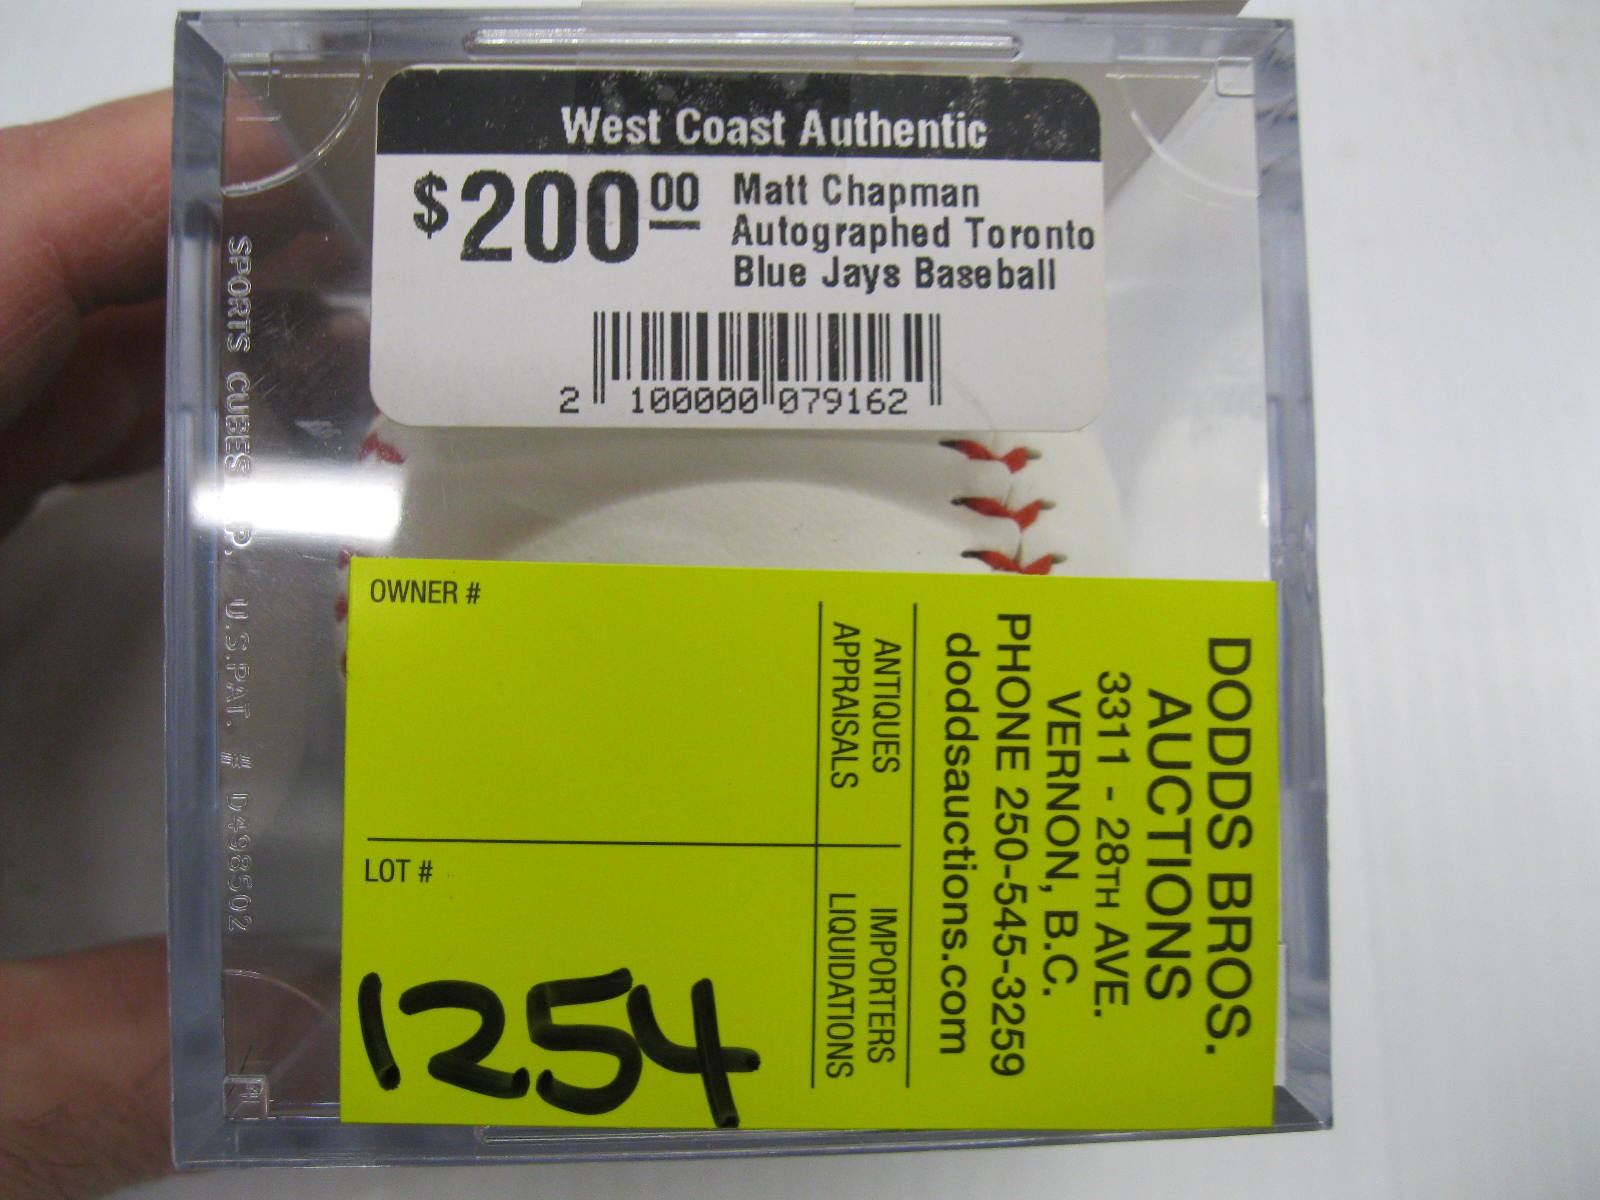 West Coast Authentic
$200.00
Matt Chapman
Autographed Toronto
Blue Jays Baseball
2 100000 079162
SPORTS CUBES P. U.S.PAT. # D498502
OWNER #
LOT #
1254
DODDS BROS.
AUCTIONS
3311 - 28TH AVE.
VERNON, B.C.
PHONE 250-545-3259
doddsauctions.com
ANTIQUES
APPRAISALS
IMPORTERS
LIQUIDATIONS